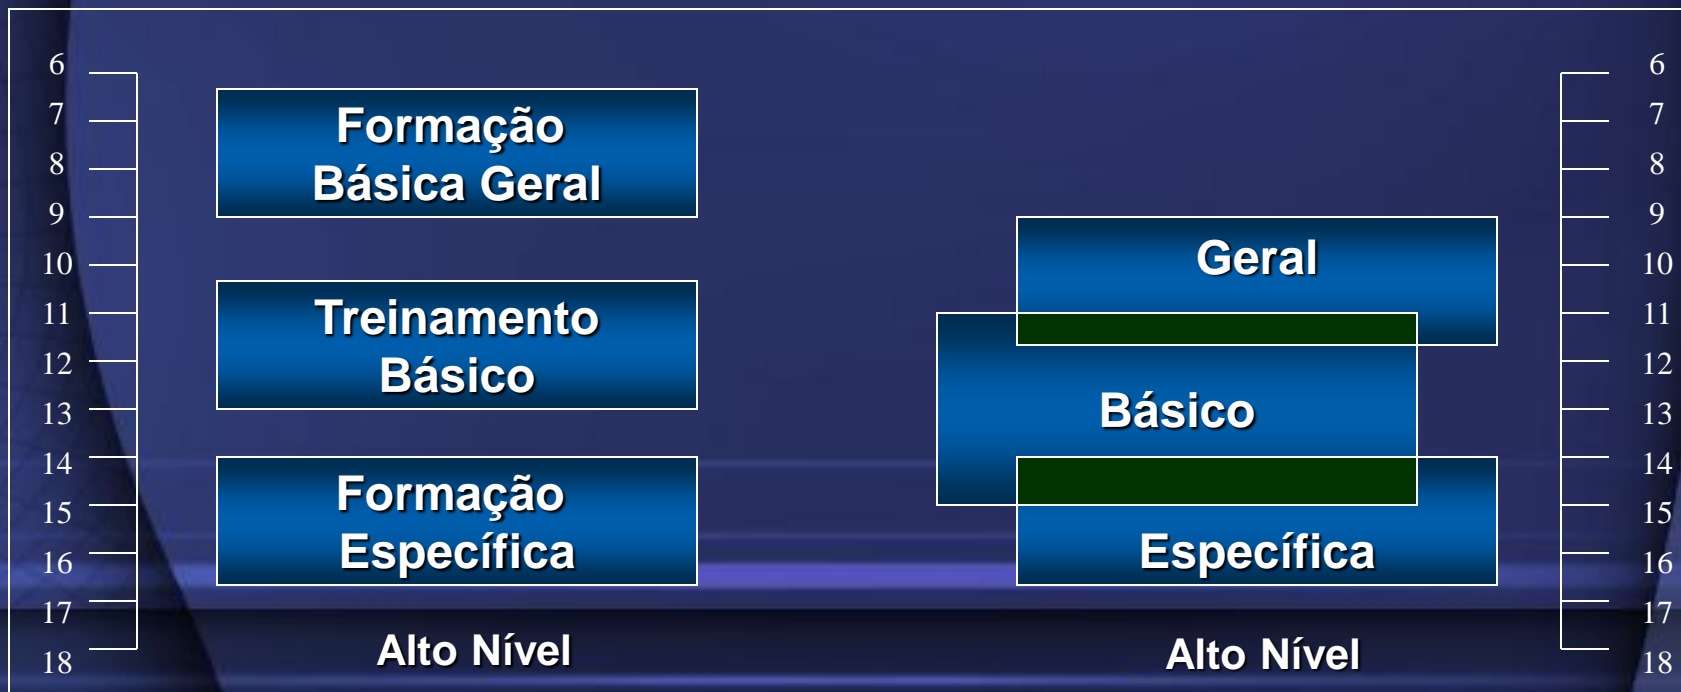 6
7
8
9
10
11
12
13
14
15
16
17
18
Formação
Básica Geral
Treinamento
Básico
Formação
Específica
Alto Nível
Geral
Básico
Específica
Alto Nível
6
7
8
9
10
11
12
13
14
15
16
17
18